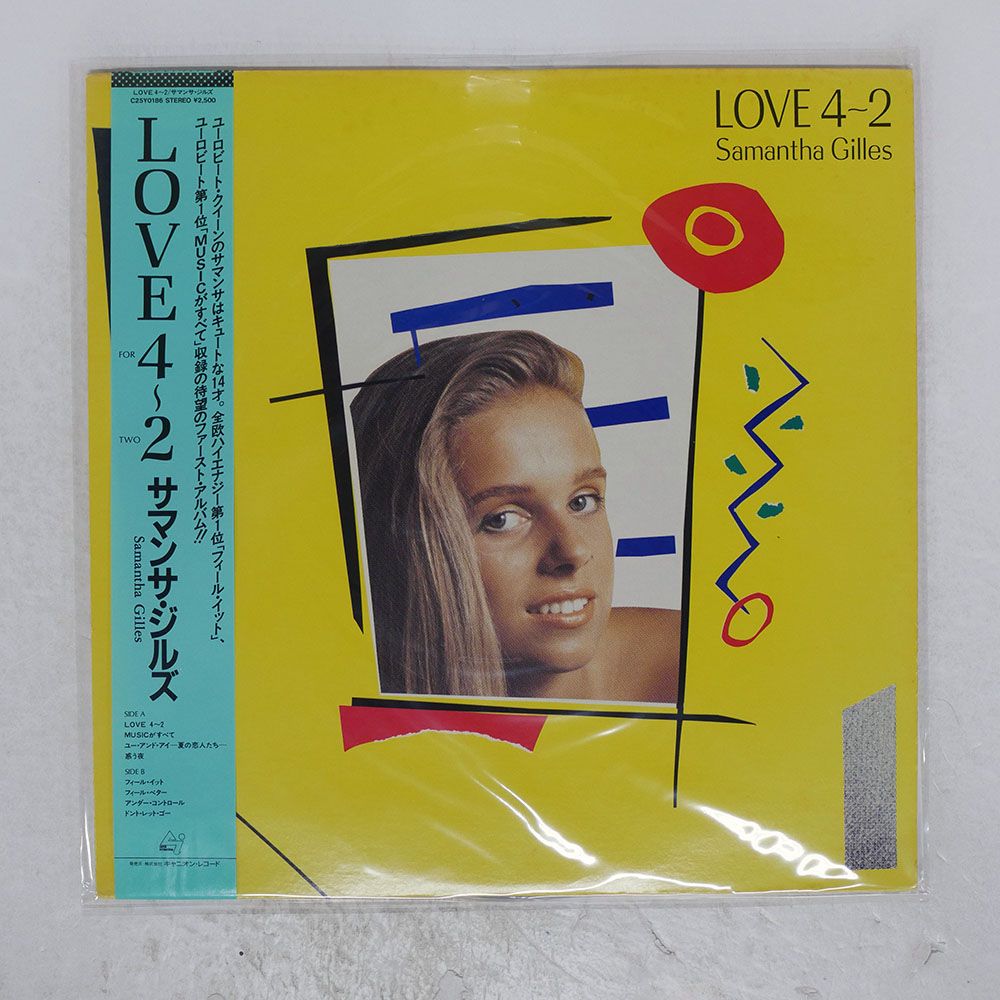 LOVE 4~2/サマンサ・ジルズ
C25Y0186 STEREO ¥2,500
LOVE 4~2
FOR
TWO
サマンサ・ジルズ
Samantha Gilles
ユーロビート・クイーンのサマンサはキュートな14才。全欧ハイエナジー第1位「フィール・イット」、
ユーロビート第1位「MUSICがすべて」収録の待望のファースト・アルバム!!
SIDE A
LOVE 4~2
MUSICがすべて
ユー・アンド・アイ—夏の恋人たち—
惑う夜
SIDE B
フィール・イット
フィール・ベター
アンダー・コントロール
ドント・レット・ゴー
発売元・株式会社 キャニオン・レコード
LOVE 4~2
Samantha Gilles